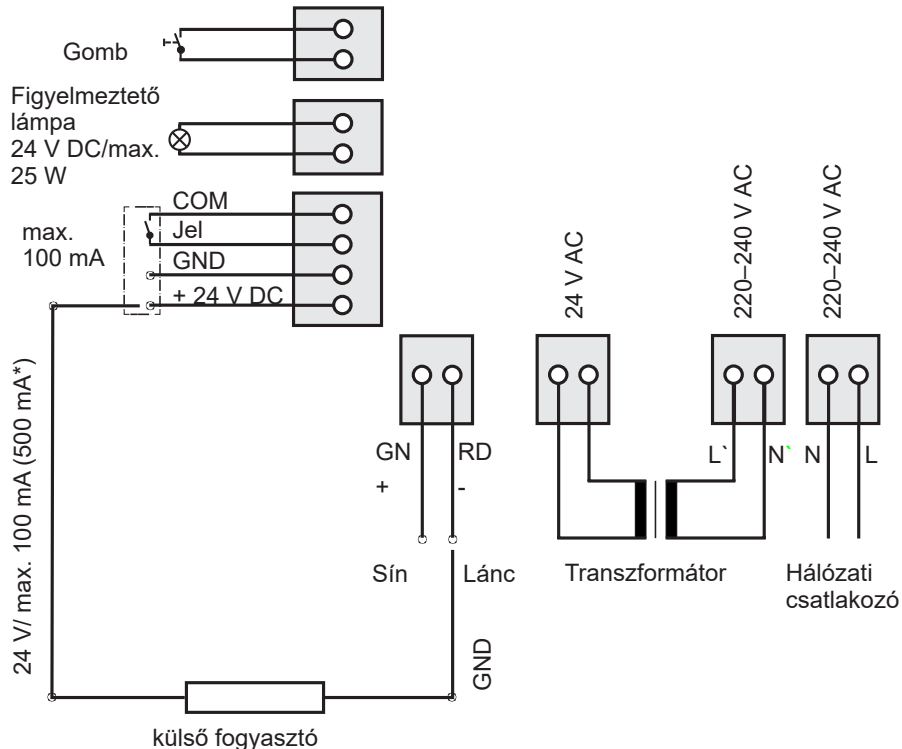 Gomb
Figyelmeztető
lámpa
24 V DC/max.
25 W
max.
100 mA
COM
Jel
GND
+ 24 V DC
24 V/ max. 100 mA (500 mA*)
GN
RD
+
-
Sín
Lánc
GND
külső fogyasztó
24 V AC
220–240 V AC
220–240 V AC
L`
N`
N
L
Transzformátor
Hálózati
csatlakozó